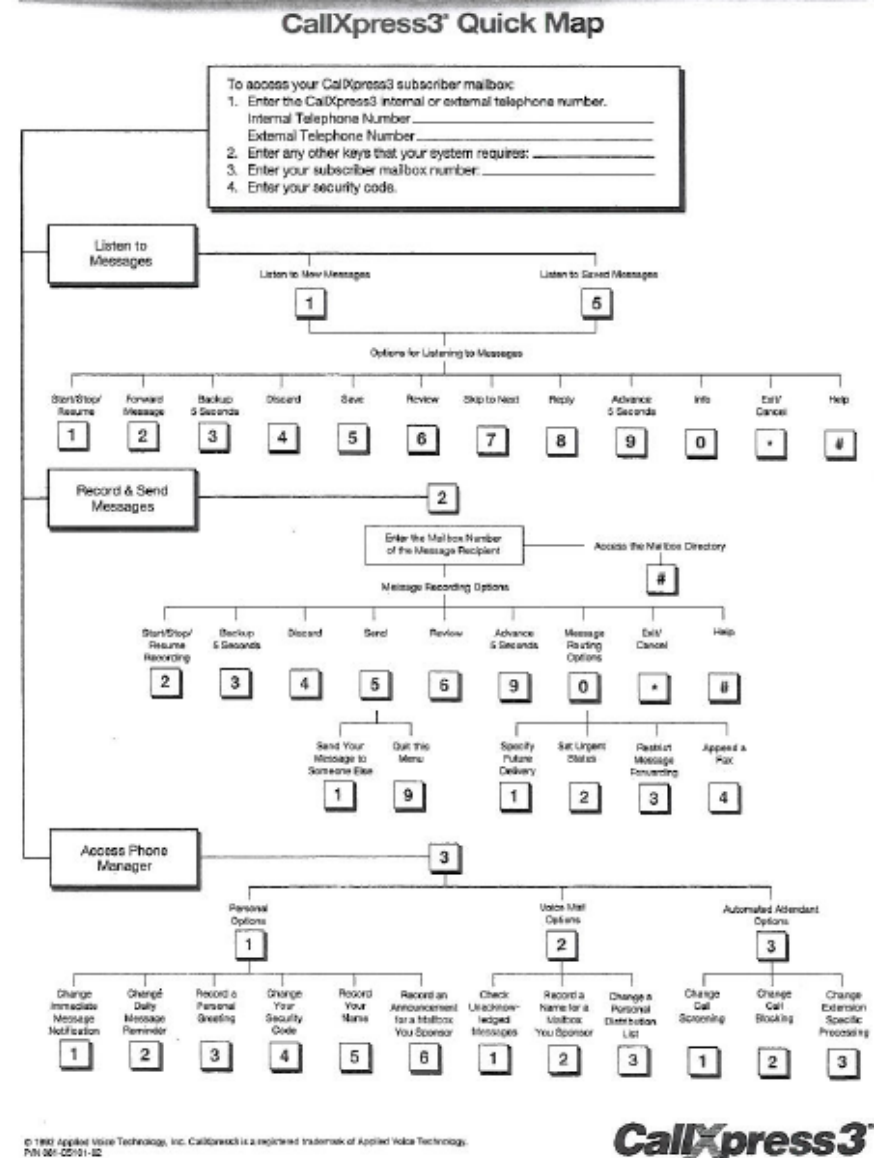 CallXpress3® Quick Map
To access your CallXpress3 subscriber mailbox:
1. Enter the CallXpress3 internal or external telephone number.
Internal Telephone Number
External Telephone Number
2. Enter any other keys that your system requires:
3. Enter your subscriber mailbox number:
4. Enter your security code.
Listen to
Messages
Listen to New Messages
Listen to Saved Messages
1
5
Options for Listening to Messages
Start/Stop/
Resume
1
Forward
Message
2
Backup
5 Seconds
3
Discard
4
Save
5
Review
6
Skip to Next
7
Reply
8
Advance
5 Seconds
9
Info
0
Exit/
Cancel
*
Help
#
Record & Send
Messages
2
Enter the Mailbox Number
of the Message Recipient
Access the Mailbox Directory
#
Message Recording Options
Start/Stop/
Resume
Recording
2
Backup
5 Seconds
3
Discard
4
Send
5
Review
6
Advance
5 Seconds
9
Message
Routing
Options
0
Exit/
Cancel
*
Help
#
Send Your
Message to
Someone Else
1
Quit this
Menu
9
Specify
Future
Delivery
1
Set Urgent
Status
2
Restrict
Message
Forwarding
3
Append a
Fax
4
Access Phone
Manager
3
Personal
Options
1
Voice Mail
Options
2
Automated Attendant
Options
3
Change
Immediate
Message
Notification
1
Change
Daily
Message
Reminder
2
Record a
Personal
Greeting
3
Change
Your
Security
Code
4
Record
Your
Name
5
Record an
Announcement
for a Mailbox
You Sponsor
6
Check
Unacknow-
ledged
Messages
1
Record a
Name for a
Mailbox
You Sponsor
2
Change a
Personal
Distribution
List
3
Change
Call
Screening
1
Change
Call
Blocking
2
Change
Extension
Specific
Processing
3
Applied Voice Technology, Inc. CallXpress3 is a registered trademark of Applied Voice Technology.
P/N
CallXpress3®